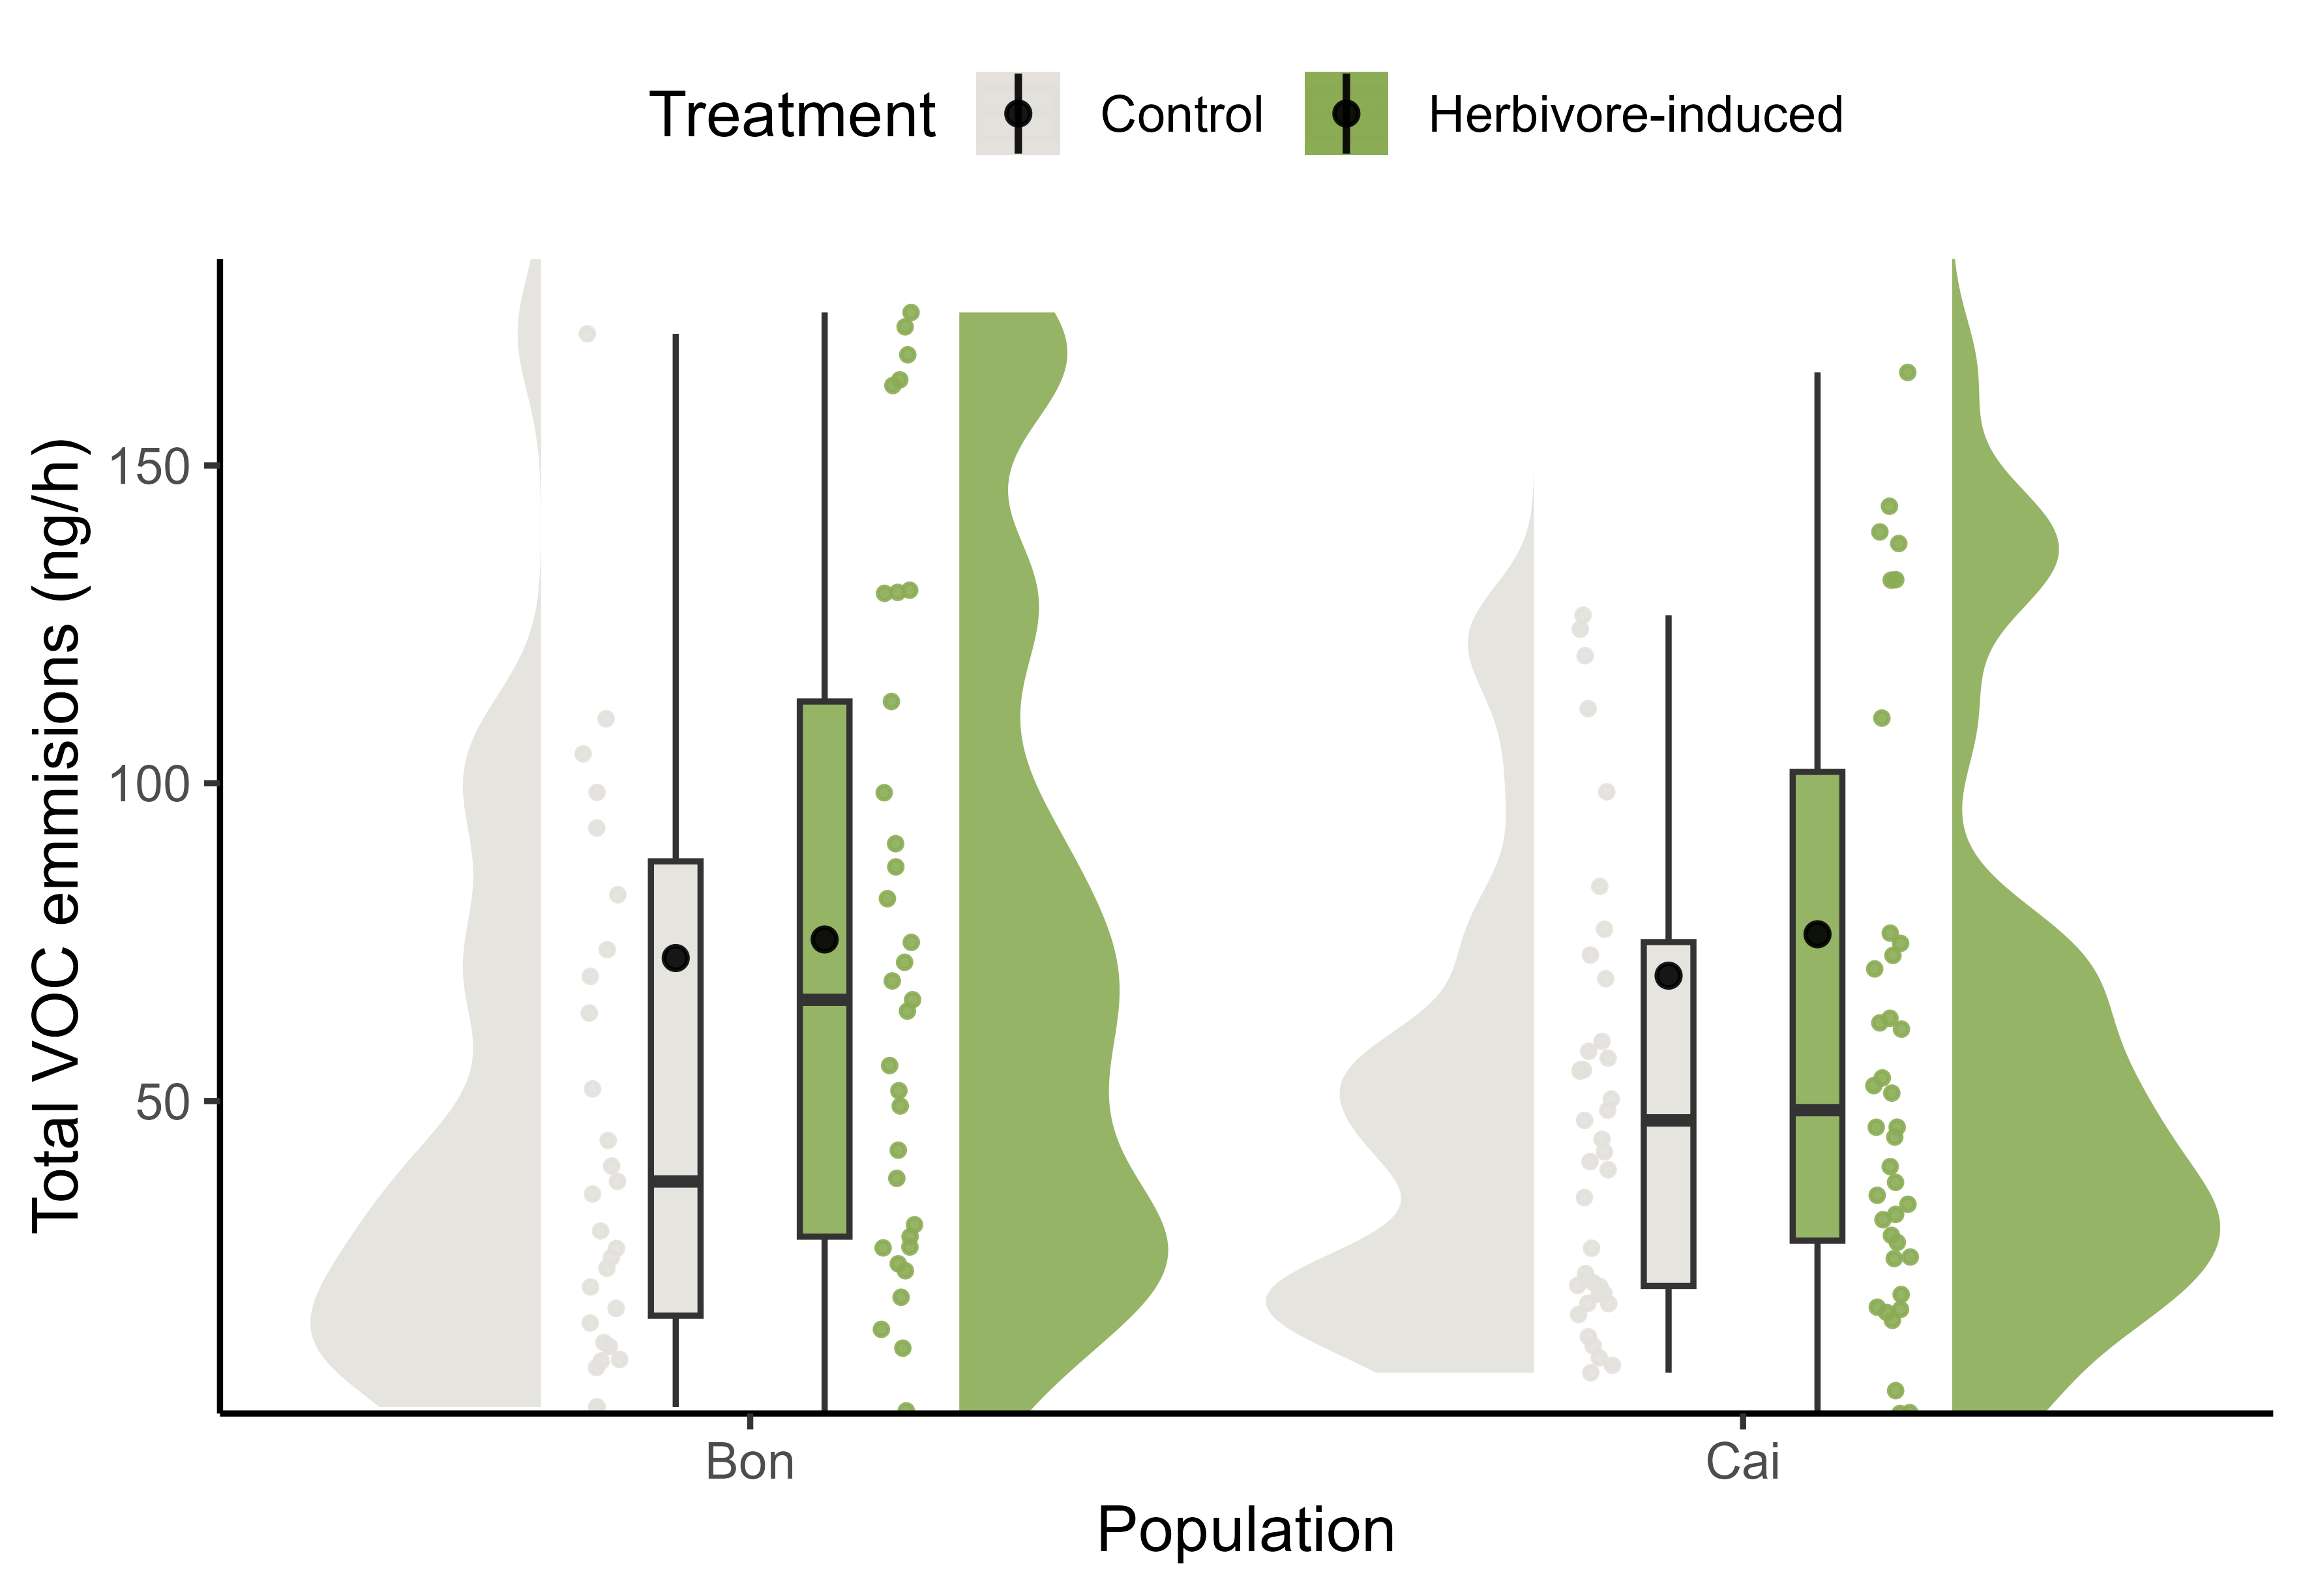 Treatment Control Herbivore-induced
Total VOC emmisions (ng/h)
150
100
50
Bon Cai
Population